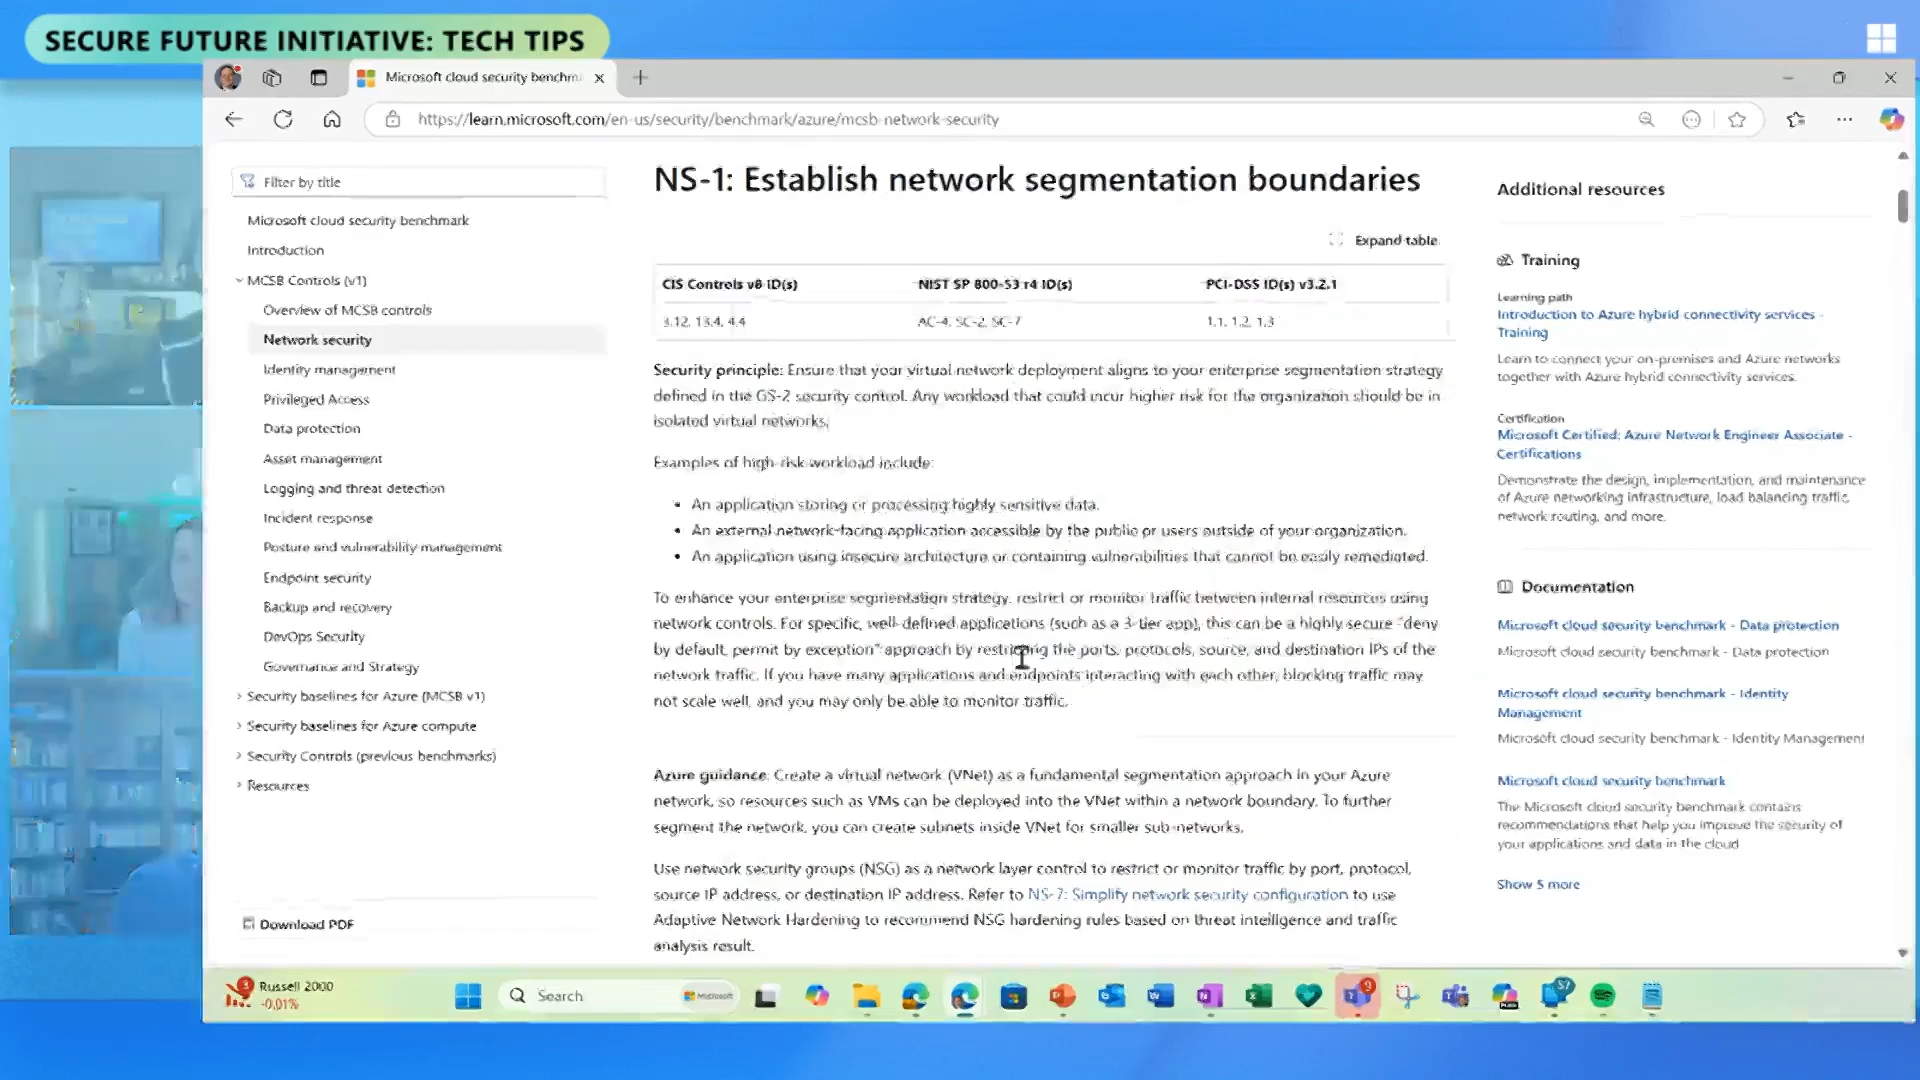 SECURE FUTURE INITIATIVE: TECH TIPS
Microsoft cloud security benchm
https://learn.microsoft.com/en-us/security/benchmark/azure/mcsb-network-security
Filter by title
Microsoft cloud security benchmark
Introduction
MCSB Controls (v1)
Overview of MCSB controls
Network security
Identity management
Privileged Access
Data protection
Asset management
Logging and threat detection
Incident response
Posture and vulnerability management
Endpoint security
Backup and recovery
DevOps Security
Governance and Strategy
Security baselines for Azure (MCSB v1)
Security baselines for Azure compute
Security Controls (previous benchmarks)
Resources
Download PDF
NS-1: Establish network segmentation boundaries
Expand table
CIS Controls v8 ID(s) NIST SP 800-53 r4 ID(s) PCI-DSS ID(s) v3.2.1
3.12, 13.4, 4.4 AC-4, SC-2, SC-7 1.1, 1.2, 1.3
Security principle: Ensure that your virtual network deployment aligns to your enterprise segmentation strategy
defined in the GS-2 security control. Any workload that could incur higher risk for the organization should be in
isolated virtual networks.
Examples of high-risk workload include:
An application storing or processing highly sensitive data.
An external network-facing application accessible by the public or users outside of your organization.
An application using insecure architecture or containing vulnerabilities that cannot be easily remediated.
To enhance your enterprise segmentation strategy, restrict or monitor traffic between internal resources using
network controls. For specific, well-defined applications (such as a 3-tier app), this can be a highly secure "deny
by default, permit by exception" approach by restricting the ports, protocols, source, and destination IPs of the
network traffic. If you have many applications and endpoints interacting with each other, blocking traffic may
not scale well, and you may only be able to monitor traffic.
Azure guidance: Create a virtual network (VNet) as a fundamental segmentation approach in your Azure
network, so resources such as VMs can be deployed into the VNet within a network boundary. To further
segment the network, you can create subnets inside VNet for smaller sub-networks.
Use network security groups (NSG) as a network layer control to restrict or monitor traffic by port, protocol,
source IP address, or destination IP address. Refer to NS-7: Simplify network security configuration to use
Adaptive Network Hardening to recommend NSG hardening rules based on threat intelligence and traffic
analysis result.
Additional resources
Training
Learning path
Introduction to Azure hybrid connectivity services -
Training
Learn to connect your on-premises and Azure networks
together with Azure hybrid connectivity services.
Certification
Microsoft Certified: Azure Network Engineer Associate -
Certifications
Demonstrate the design, implementation, and maintenance
of Azure networking infrastructure, load balancing traffic,
network routing, and more.
Documentation
Microsoft cloud security benchmark - Data protection
Microsoft cloud security benchmark - Data protection
Microsoft cloud security benchmark - Identity
Management
Microsoft cloud security benchmark - Identity Management
Microsoft cloud security benchmark
The Microsoft cloud security benchmark contains
recommendations that help you improve the security of
your applications and data in the cloud
Show 5 more
3
Russell 2000
-0.01%
Search
Microsoft
9
57